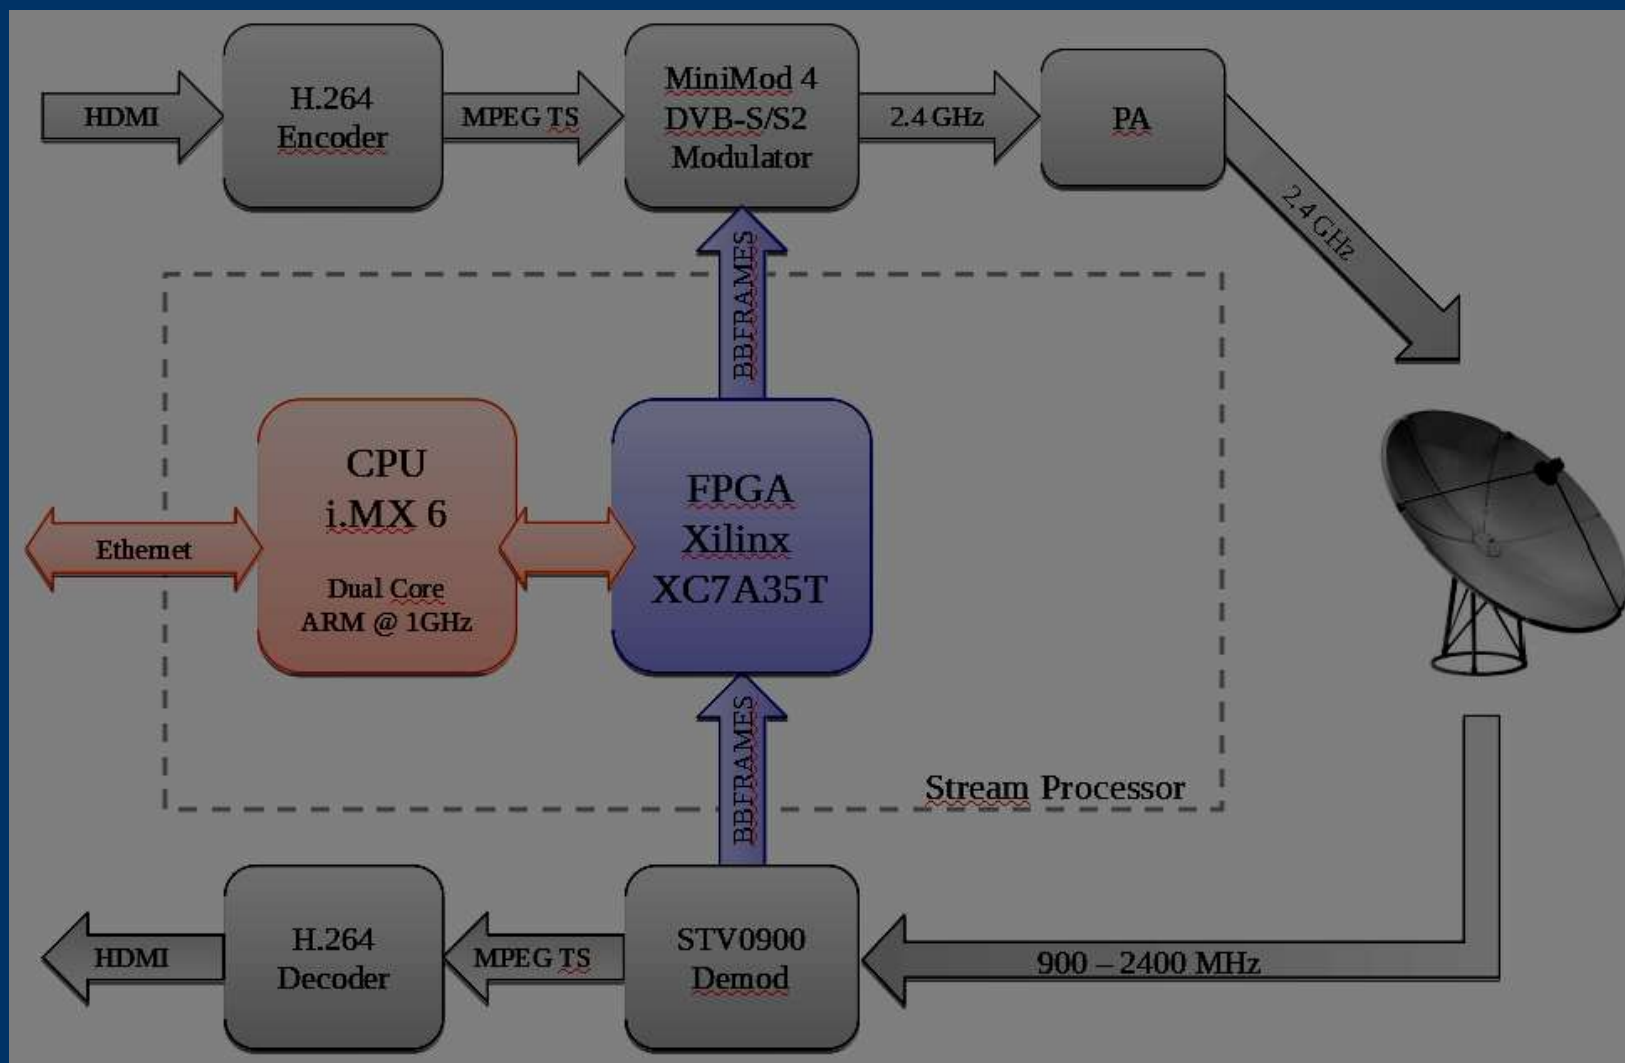 HDMI
H.264
Encoder
MPEG TS
MiniMod 4
DVB-S/S2
Modulator
2.4 GHz
PA
2.4 GHz
BBFRAMES
Ethernet
CPU
i.MX 6
Dual Core
ARM @ 1GHz
FPGA
Xilinx
XC7A35T
BBFRAMES
Stream Processor
HDMI
H.264
Decoder
MPEG TS
STV0900
Demod
900 – 2400 MHz